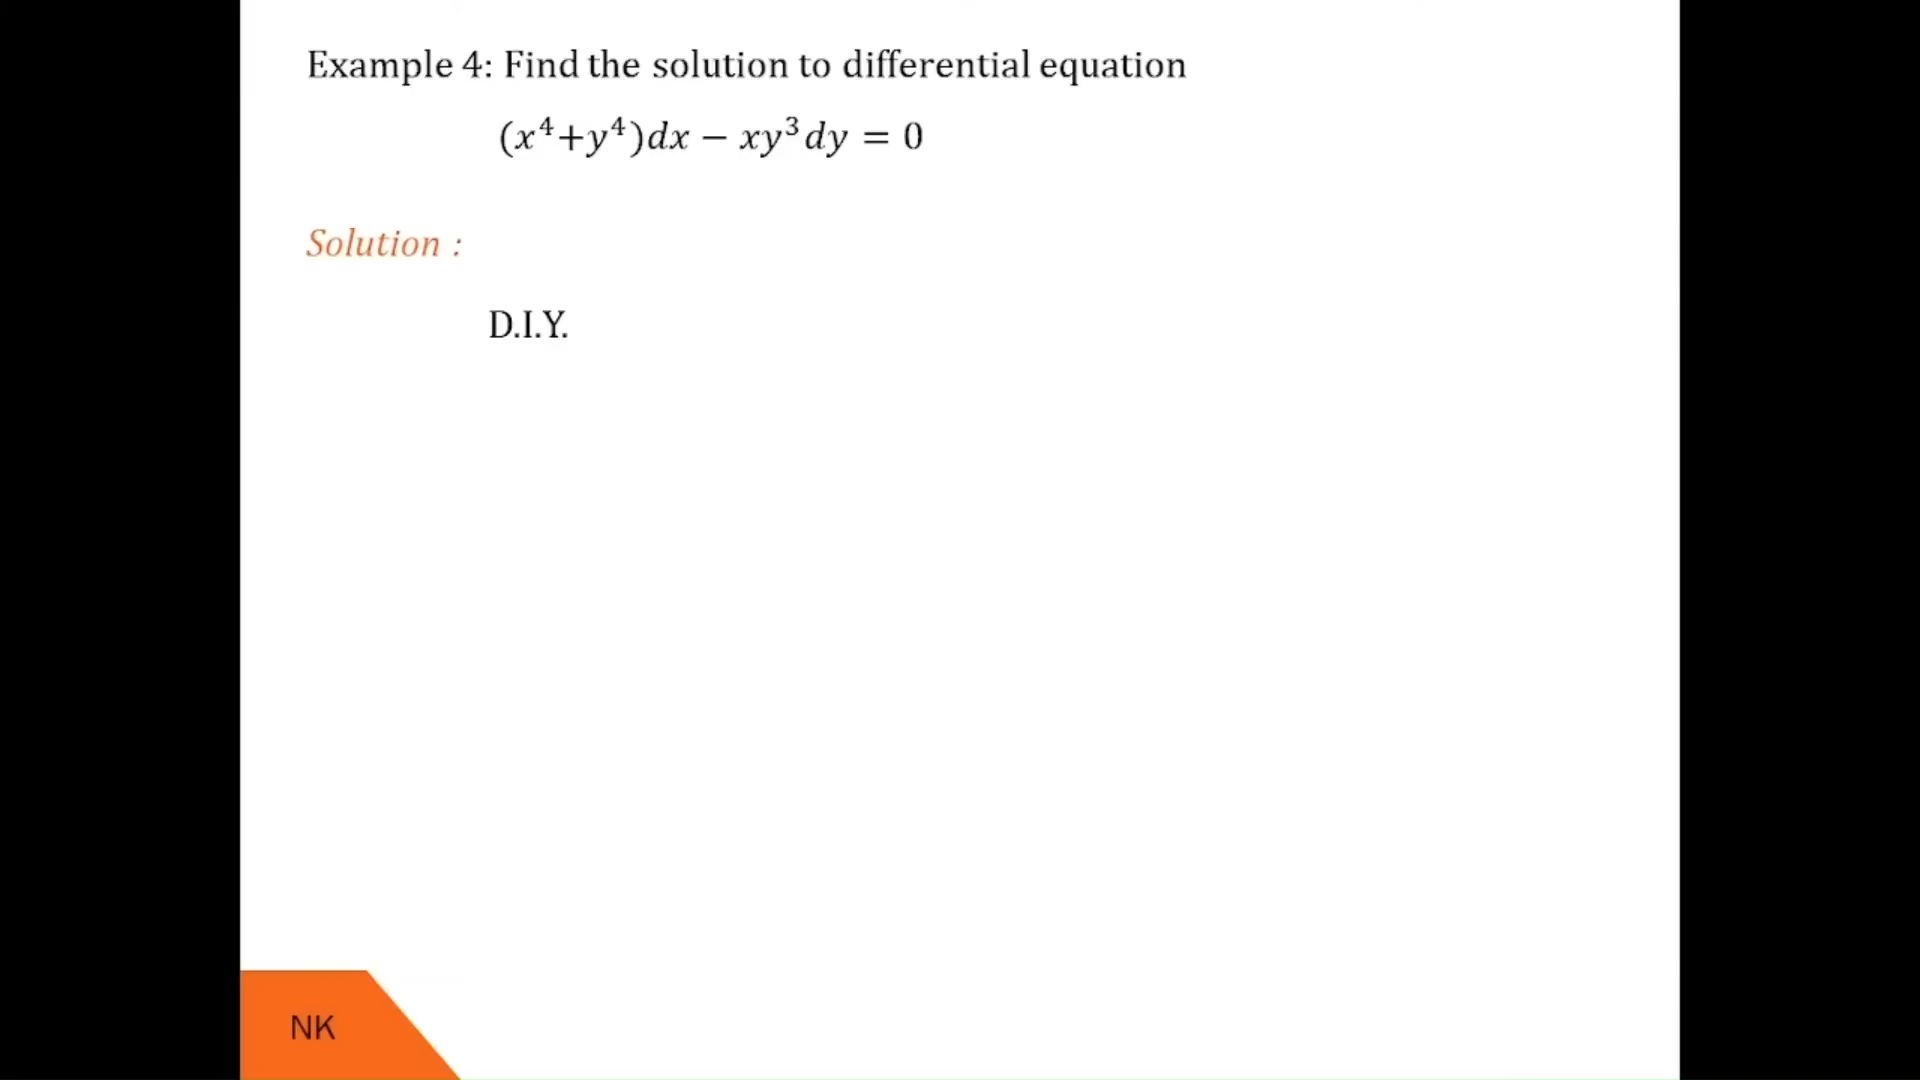 Example 4: Find the solution to differential equation
(x⁴+y⁴)dx − xy³dy = 0
Solution :
D.I.Y.
NK